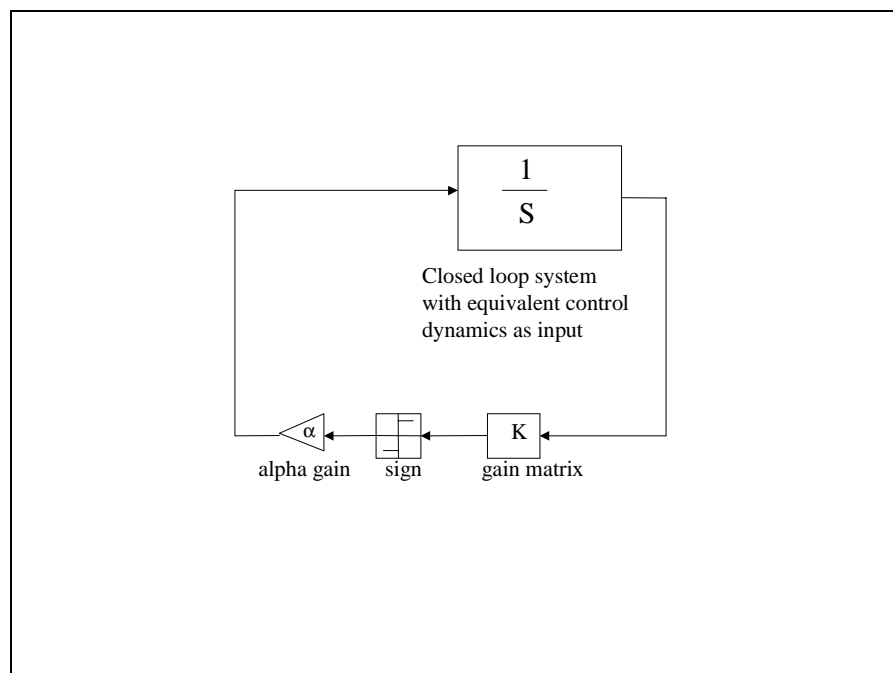 1
S
Closed loop system
with equivalent control
dynamics as input
α
K
alpha gain
sign
gain matrix